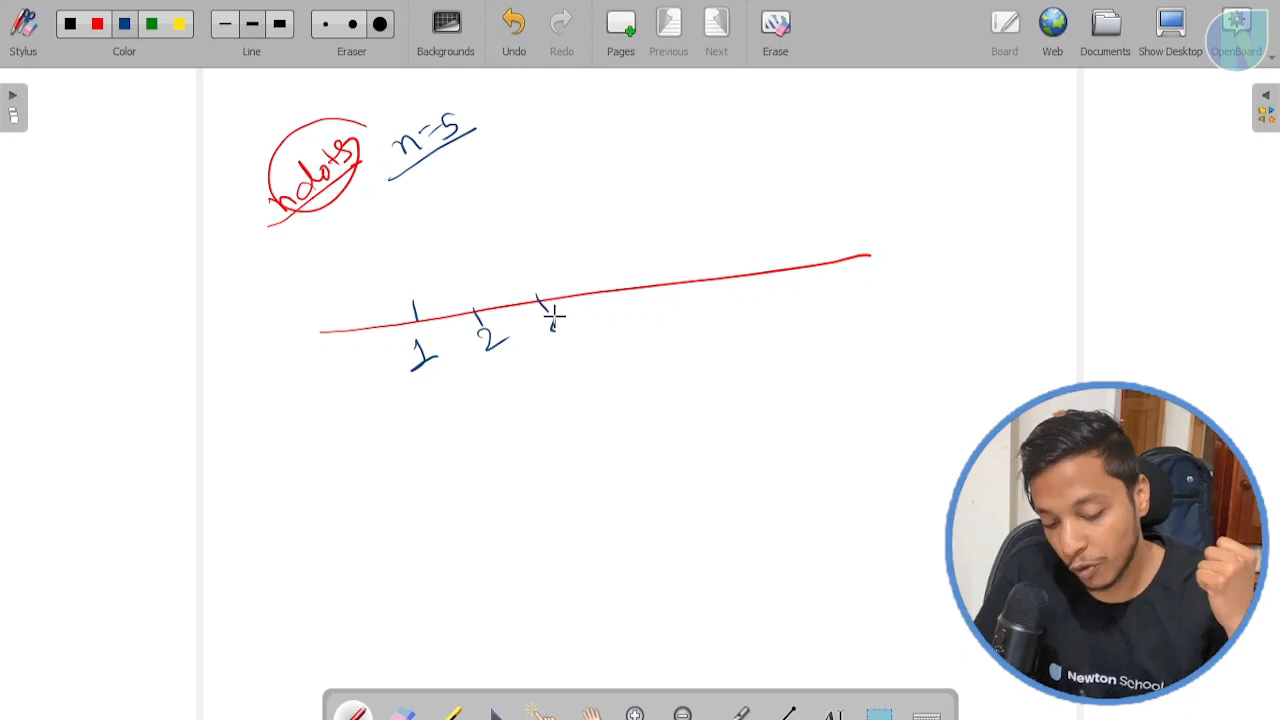 Stylus
Color
Line
Eraser
Backgrounds
Undo
Redo
Pages
Previous
Next
Erase
Board
Web
Documents
Show Desktop
OpenBoard
n dots
n=5
1
2
Newton School